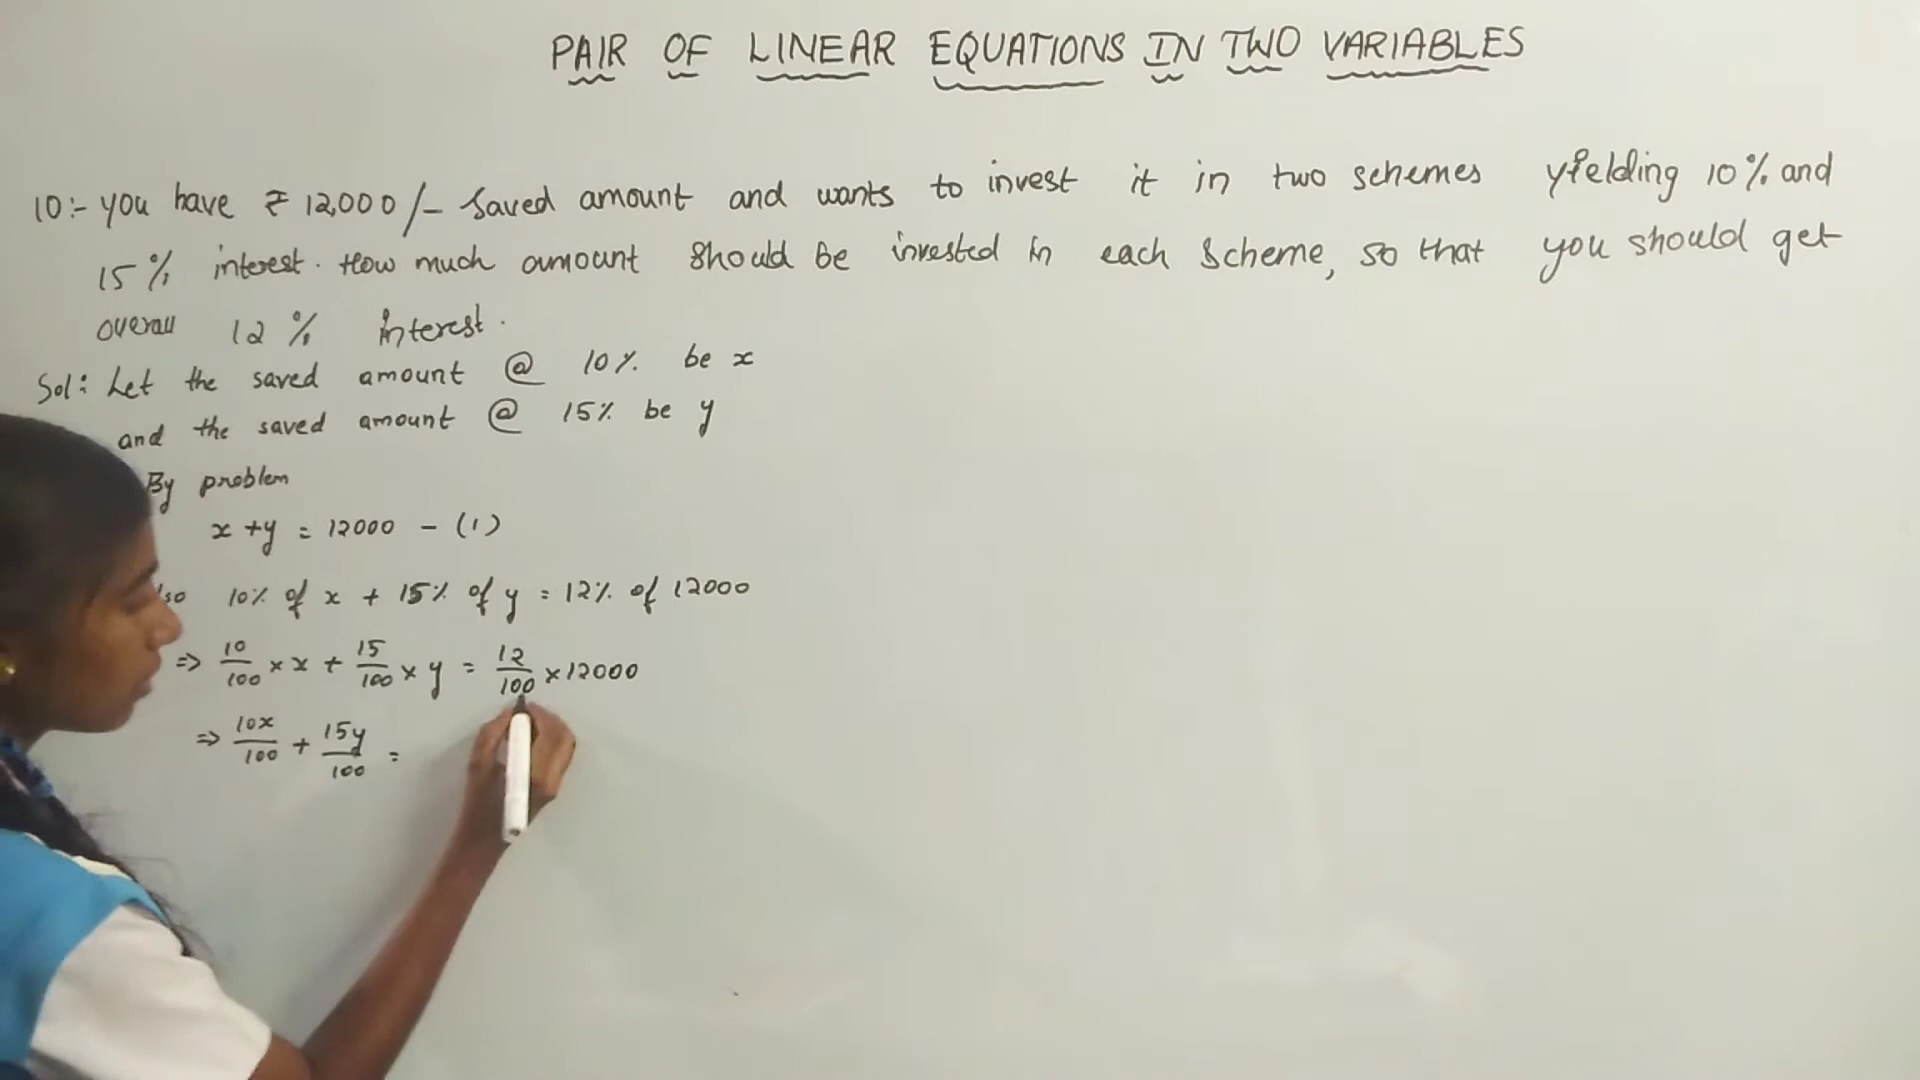 PAIR OF LINEAR EQUATIONS IN TWO VARIABLES
10:- you have ₹ 12,000/- saved amount and wants to invest it in two schemes yielding 10% and
15% interest. How much amount should be invested in each scheme, so that you should get
overall 12% interest.
Sol: Let the saved amount @ 10% be x
and the saved amount @ 15% be y
By problem
x + y = 12000 - (1)
10% of x + 15% of y = 12% of 12000
⇒ 10/100 × x + 15/100 × y = 12/100 × 12000
⇒ 10x/100 + 15y/100 =